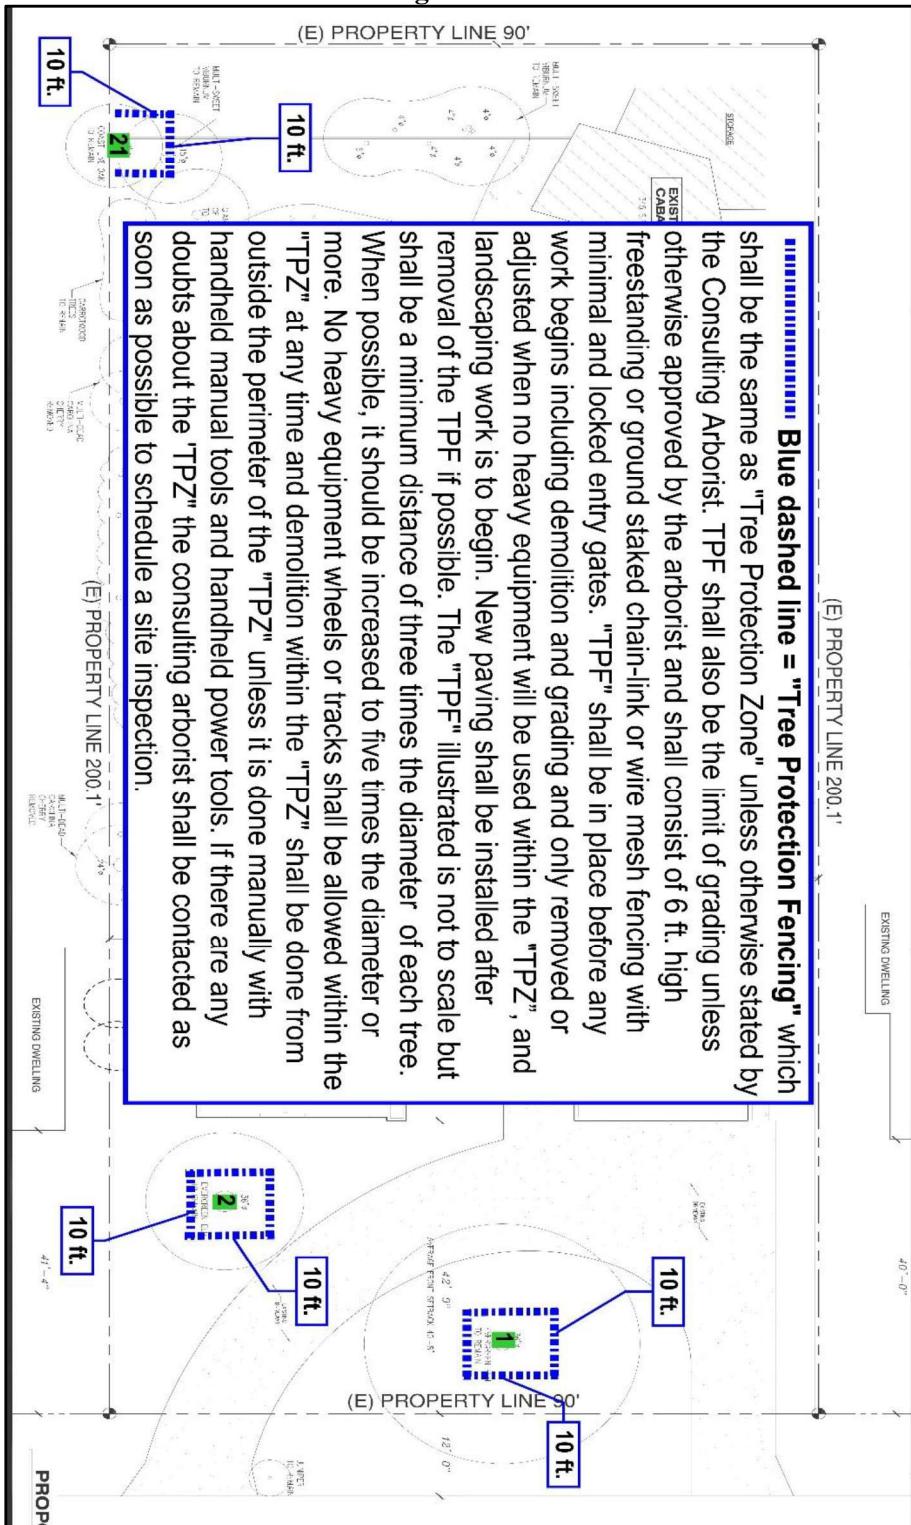 (E) PROPERTY LINE 90'
10 ft.
10 ft.
21
TO REMAIN
STORAGE
Blue dashed line = "Tree Protection Fencing" which
shall be the same as "Tree Protection Zone" unless otherwise stated by
the Consulting Arborist. TPF shall also be the limit of grading unless
otherwise approved by the arborist and shall consist of 6 ft. high
freestanding or ground staked chain-link or wire mesh fencing with
minimal and locked entry gates. "TPF" shall be in place before any
work begins including demolition and grading and only removed or
adjusted when no heavy equipment will be used within the "TPZ", and
landscaping work is to begin. New paving shall be installed after
removal of the TPF if possible. The "TPF" illustrated is not to scale but
shall be a minimum distance of three times the diameter of each tree.
When possible, it should be increased to five times the diameter or
more. No heavy equipment wheels or tracks shall be allowed within the
"TPZ" at any time and demolition within the "TPZ" shall be done from
outside the perimeter of the "TPZ" unless it is done manually with
handheld manual tools and handheld power tools. If there are any
doubts about the "TPZ" the consulting arborist shall be contacted as
soon as possible to schedule a site inspection.
(E) PROPERTY LINE 200.1'
(E) PROPERTY LINE 200.1'
EXISTING DWELLING
EXISTING DWELLING
2
10 ft.
10 ft.
1
10 ft.
10 ft.
41'-4"
40'-0"
42' 9"
12' 0"
(E) PROPERTY LINE 90'
JUNIPER
TO REMAIN